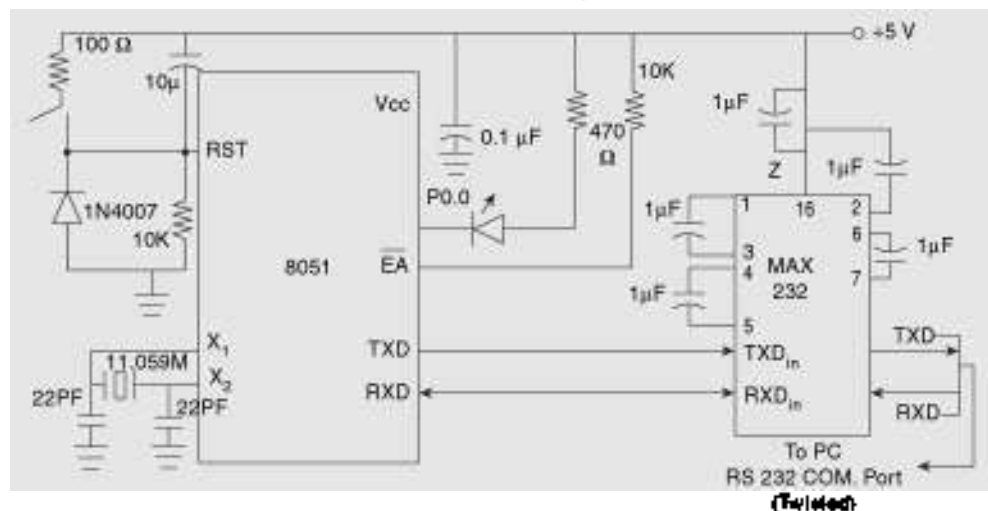 100 Ω
+5 V
10µ
Vcc
10K
1µF
0.1 µF
470
Ω
RST
P0.0
Z
1µF
1N4007
10K
1µF
1
16
2
6
1µF
8051
EA
3
4
MAX
232
7
1µF
5
X1
11.059M
X2
TXD
TXDin
TXD
22PF
22PF
RXD
RXDin
RXD
To PC
RS 232 COM. Port
(Twisted)